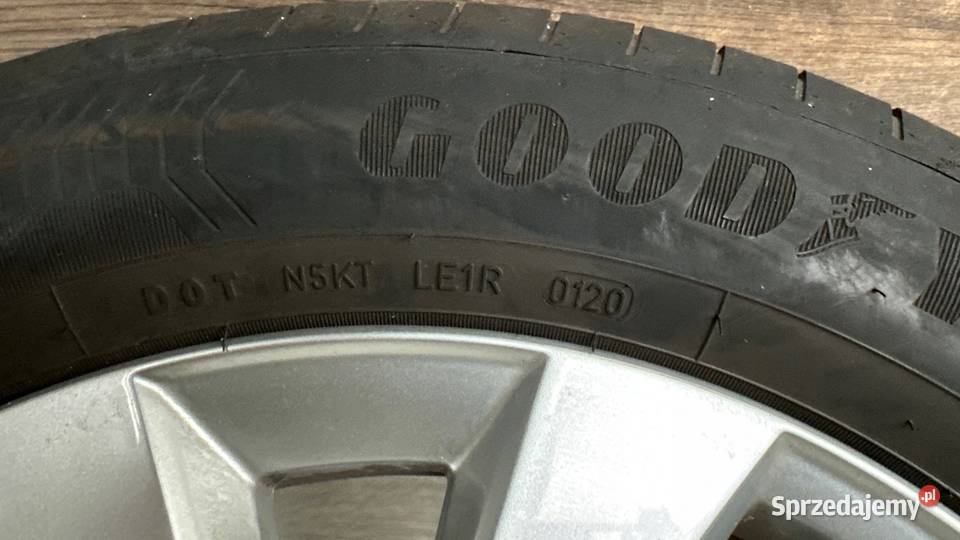 GOOD
DOT N5KT LE1R 0120
Sprzedajemy.pl